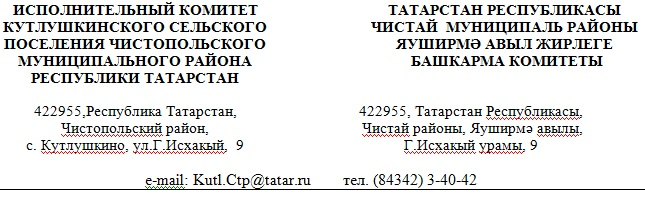 ИСПОЛНИТЕЛЬНЫЙ КОМИТЕТ
КУТЛУШКИНСКОГО СЕЛЬСКОГО
ПОСЕЛЕНИЯ ЧИСТОПОЛЬСКОГО
МУНИЦИПАЛЬНОГО РАЙОНА
РЕСПУБЛИКИ ТАТАРСТАН
422955,Республика Татарстан,
Чистопольский район,
с. Кутлушкино, ул.Г.Исхакый, 9
ТАТАРСТАН РЕСПУБЛИКАСЫ
ЧИСТАЙ МУНИЦИПАЛЬ РАЙОНЫ
ЯУШИРМӘ АВЫЛ ЖИРЛЕГЕ
БАШКАРМА КОМИТЕТЫ
422955, Татарстан Республикасы,
Чистай районы, Яуширмә авылы,
Г.Исхакый урамы, 9
e-mail: Kutl.Ctp@tatar.ru тел. (84342) 3-40-42